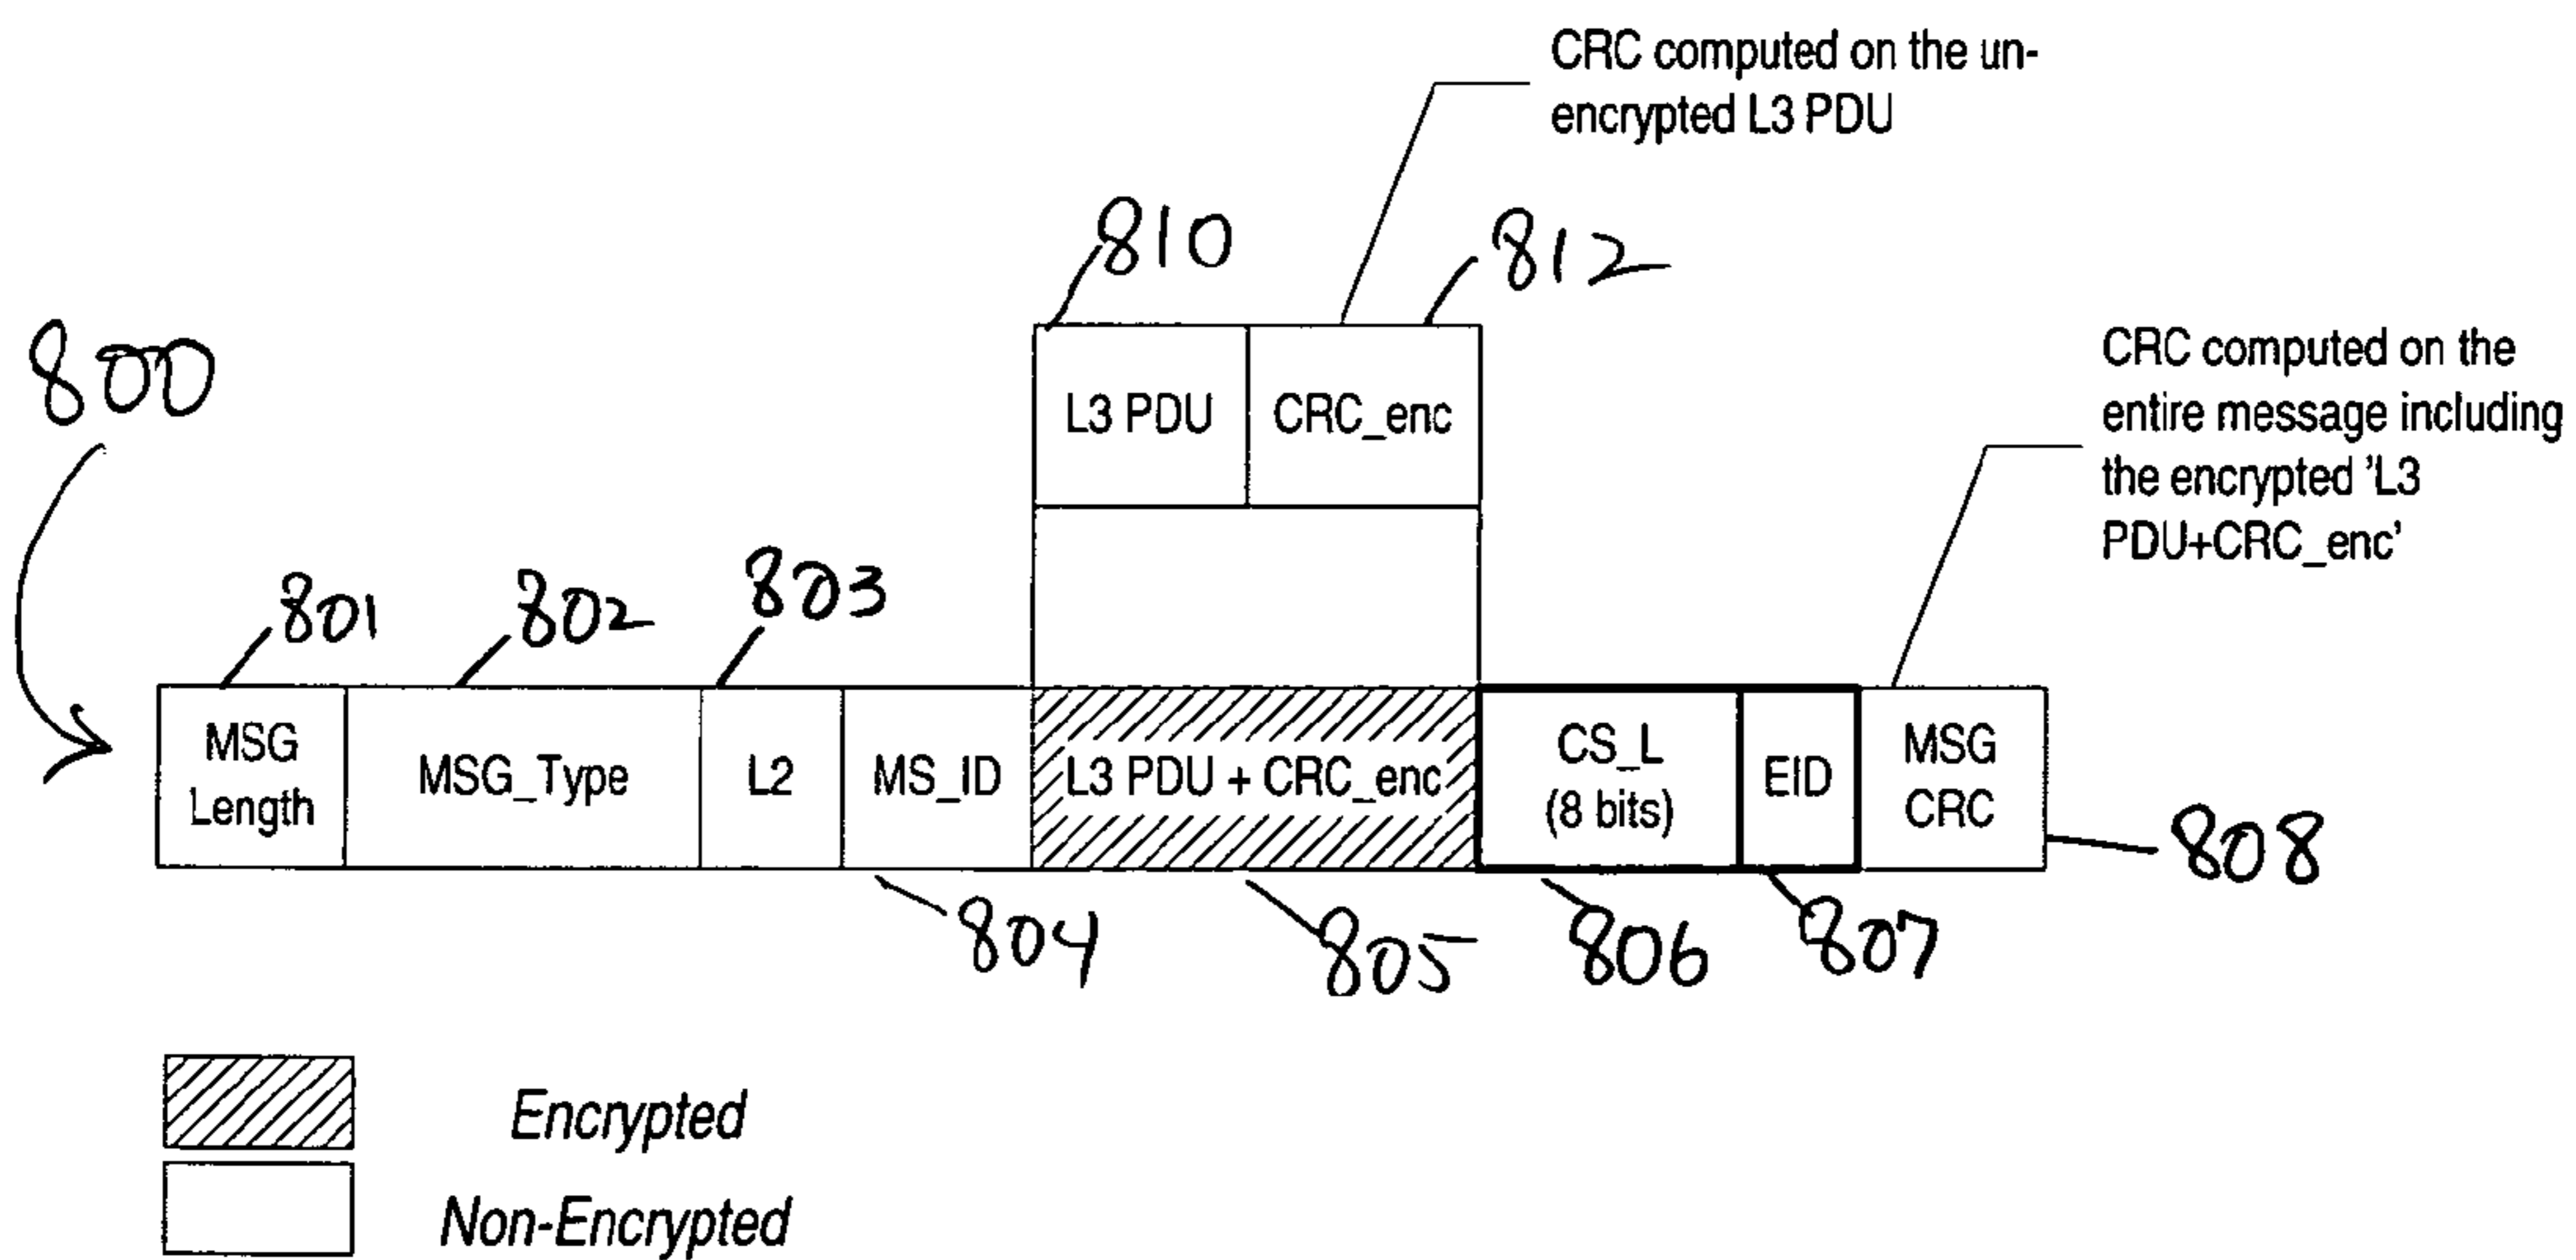 CRC computed on the un-
encrypted L3 PDU
810
812
800
L3 PDU
CRC_enc
CRC computed on the
entire message including
the encrypted 'L3
PDU+CRC_enc'
801
802
803
MSG
Length
MSG_Type
L2
MS_ID
L3 PDU + CRC_enc
CS_L
(8 bits)
EID
MSG
CRC
808
804
805
806
807
Encrypted
Non-Encrypted